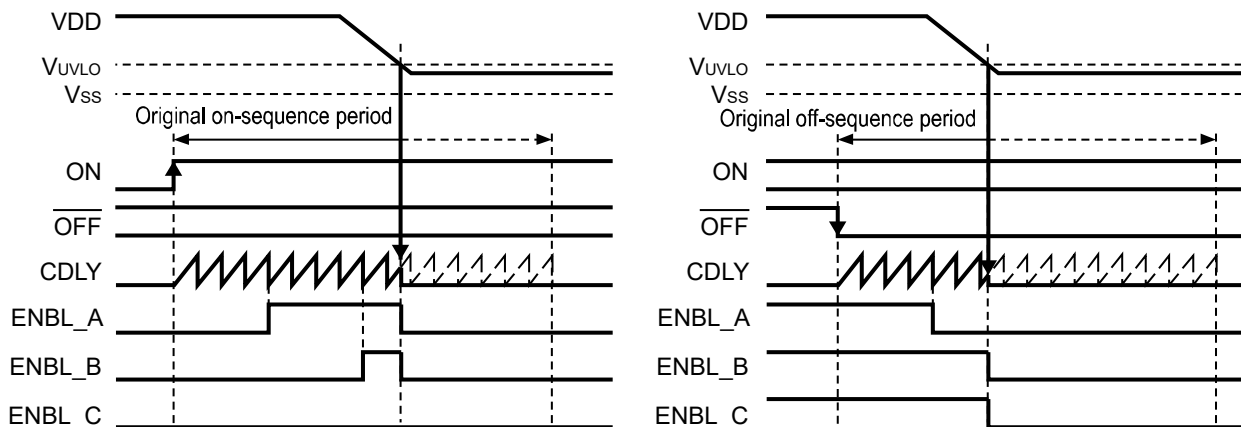 VDD
VUVLO
VSS
Original on-sequence period
ON
OFF
CDLY
ENBL_A
ENBL_B
ENBL_C
VDD
VUVLO
VSS
Original off-sequence period
ON
OFF
CDLY
ENBL_A
ENBL_B
ENBL_C